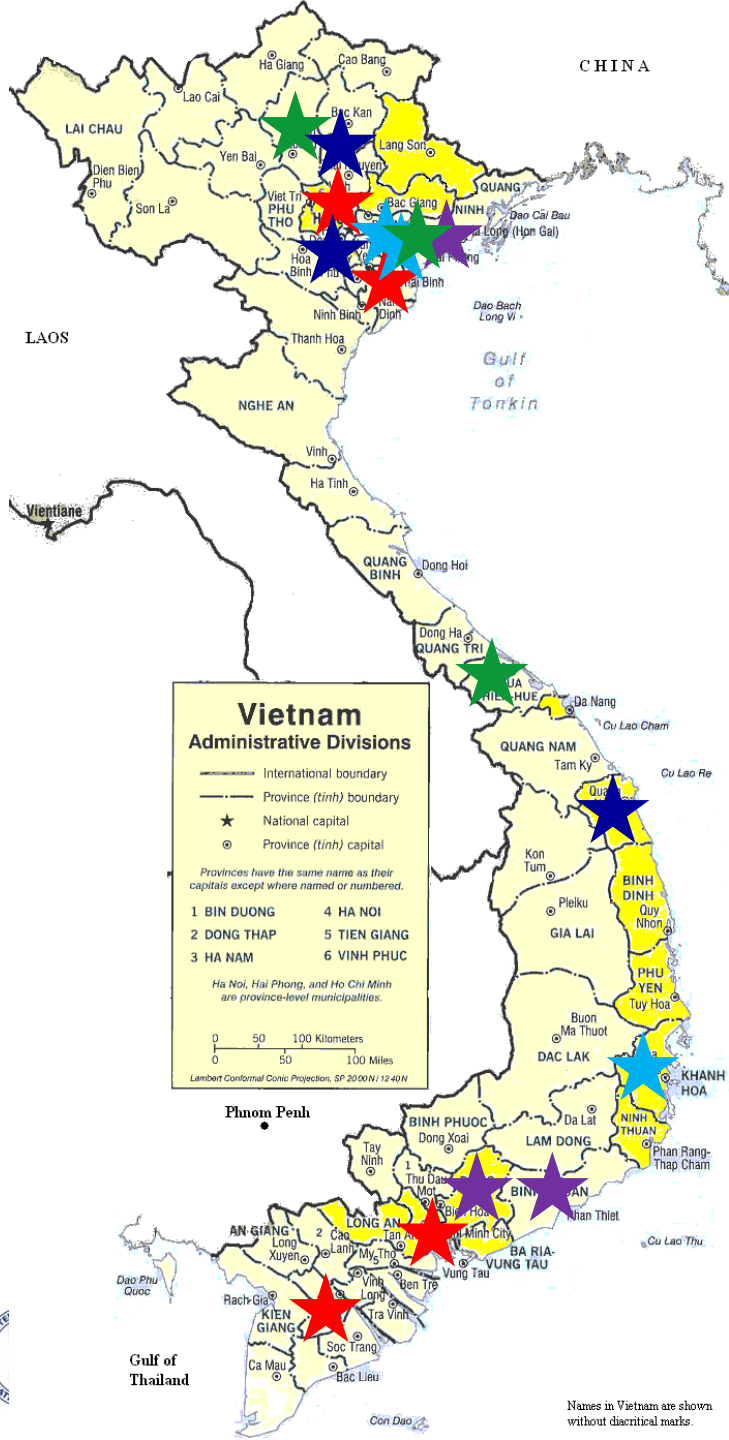 Ha Giang
Cao Bang
CHINA
Lao Cai
Bac Kan
LAI CHAU
Lang Son
Yen Bai
Dien Bien
Phu
Son La
Viet Tri
PHU
THO
Bac Giang
QUANG
NINH
Dao Cai Bau
Long (Hon Gai)
Hoa
Binh
Ninh Binh
Dinh
Dao Bach
Long Vi
LAOS
Thanh Hoa
Gulf
of
Tonkin
NGHE AN
Vinh
Ha Tinh
Vientiane
QUANG
BINH
Dong Hoi
Dong Ha
QUANG TRI
Da Nang
Cu Lao Cham
QUANG NAM
Tam Ky
Cu Lao Re
Vietnam
Administrative Divisions
International boundary
Province (tinh) boundary
National capital
Province (tinh) capital
Provinces have the same name as their
capitals except where named or numbered.
1 BIN DUONG 4 HA NOI
2 DONG THAP 5 TIEN GIANG
3 HA NAM 6 VINH PHUC
Ha Noi, Hai Phong, and Ho Chi Minh
are province-level municipalities.
0 50 100 Kilometers
0 50 100 Miles
Lambert Conformal Conic Projection, SP 20 00 N / 12 40 N
Kon
Tum
BINH
DINH
Pleiku
Quy
Nhon
GIA LAI
PHU
YEN
Tuy Hoa
Buon
Ma Thuot
DAC LAK
KHANH
HOA
Phnom Penh
BINH PHUOC
Dong Xoai
Da Lat
NINH
THUAN
LAM DONG
Phan Rang-
Thap Cham
Tay
Ninh
1
Thu Dau
Mot
Bien Hoa
Phan Thiet
AN GIANG
2
LONG AN
Long
Xuyen
Cao
Lanh
Tan
Minh City
BA RIA-
VUNG TAU
Cu Lao Thu
My Tho
5
Vung Tau
Dao Phu
Quoc
Rach Gia
Vinh
Long
Ben Tre
KIEN
GIANG
Tra Vinh
Soc Trang
Gulf of
Thailand
Ca Mau
Bac Lieu
Con Dao
Names in Vietnam are shown
without diacritical marks.